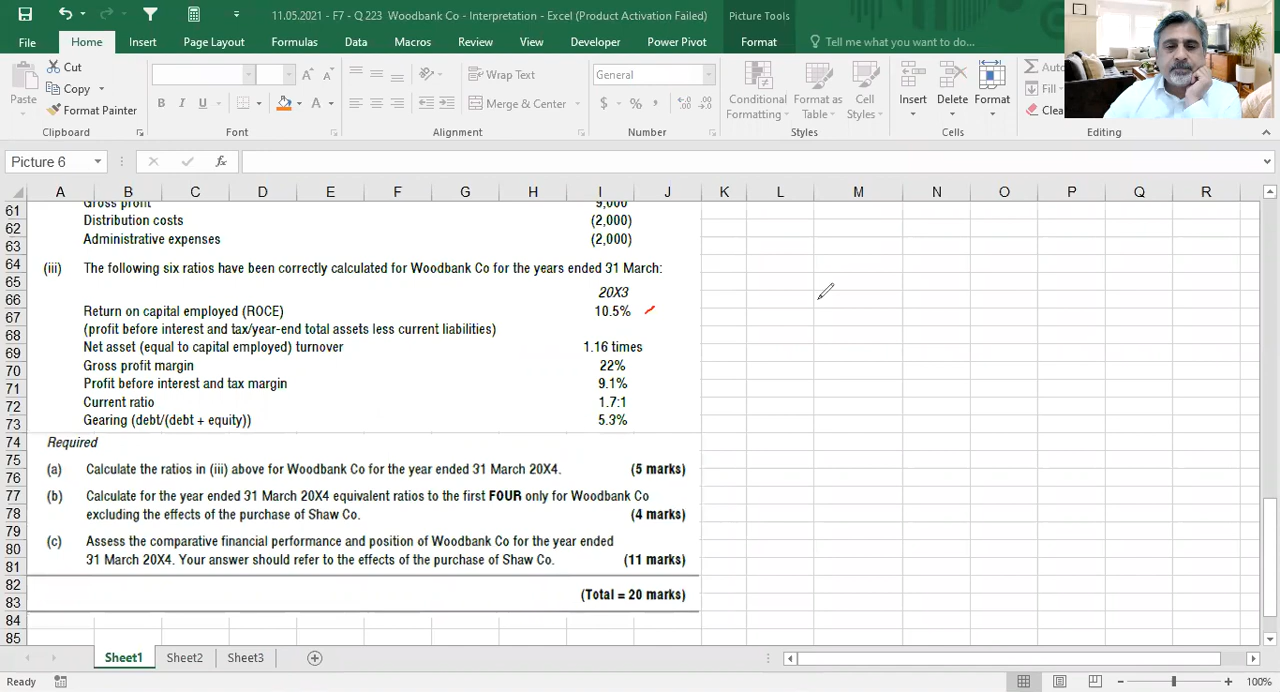 11.05.2021 - F7 - Q 223 Woodbank Co - Interpretation - Excel (Product Activation Failed)
Picture Tools
File Home Insert Page Layout Formulas Data Macros Review View Developer Power Pivot Format Tell me what you want to do...
Cut
Copy
Format Painter
Paste
Wrap Text
Merge & Center
General
Conditional Formatting
Format as Table
Cell Styles
Insert
Delete
Format
Auto
Fill
Clea
Clipboard Font Alignment Number Styles Cells Editing
Picture 6
A B C D E F G H I J K L M N O P Q R
61 Gross profit 9,000
62 Distribution costs (2,000)
63 Administrative expenses (2,000)
64 (iii) The following six ratios have been correctly calculated for Woodbank Co for the years ended 31 March:
65
66 20X3
67 Return on capital employed (ROCE) 10.5%
68 (profit before interest and tax/year-end total assets less current liabilities)
69 Net asset (equal to capital employed) turnover 1.16 times
70 Gross profit margin 22%
71 Profit before interest and tax margin 9.1%
72 Current ratio 1.7:1
73 Gearing (debt/(debt + equity)) 5.3%
74 Required
75
76 (a) Calculate the ratios in (iii) above for Woodbank Co for the year ended 31 March 20X4. (5 marks)
77 (b) Calculate for the year ended 31 March 20X4 equivalent ratios to the first FOUR only for Woodbank Co
78 excluding the effects of the purchase of Shaw Co. (4 marks)
79
80 (c) Assess the comparative financial performance and position of Woodbank Co for the year ended
81 31 March 20X4. Your answer should refer to the effects of the purchase of Shaw Co. (11 marks)
82
83 (Total = 20 marks)
84
85
Sheet1 Sheet2 Sheet3
Ready
100%